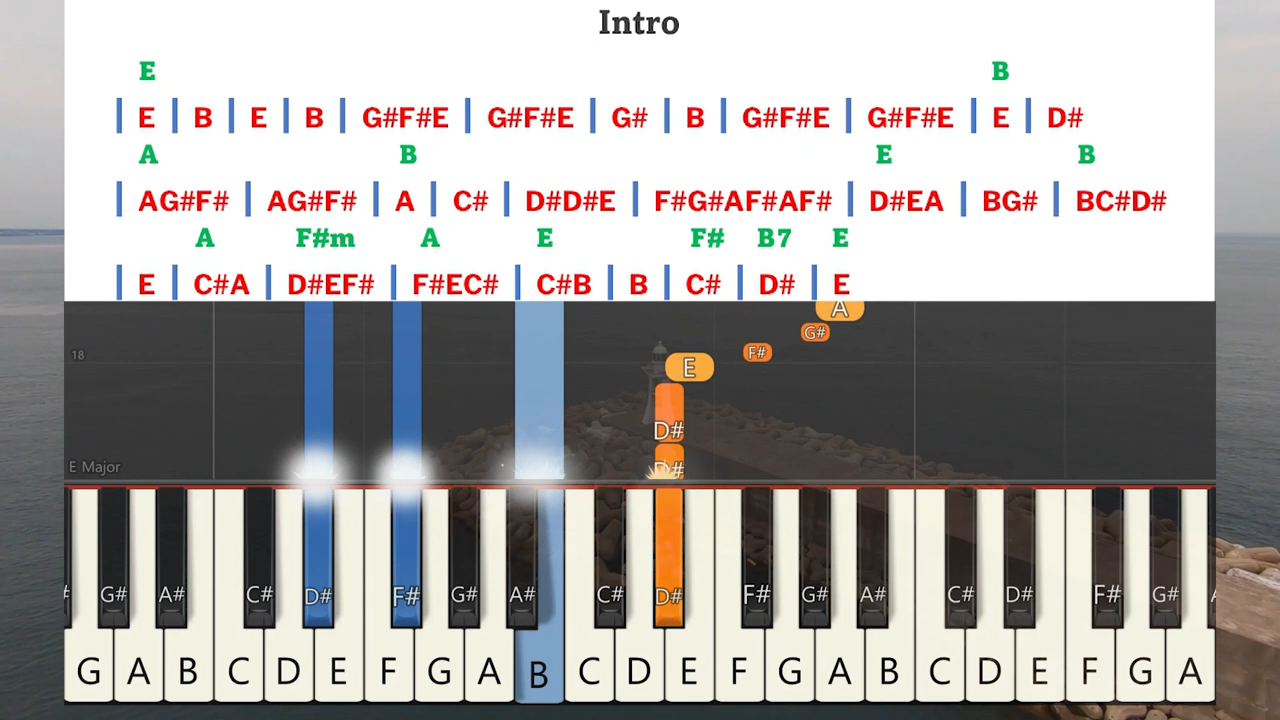 Intro
E B
| E | B | E | B | G#F#E | G#F#E | G# | B | G#F#E | G#F#E | E | D#
A B E B
| AG#F# | AG#F# | A | C# | D#D#E | F#G#AF#AF# | D#EA | BG# | BC#D#
A F#m A E F# B7 E
| E | C#A | D#EF# | F#EC# | C#B | B | C# | D# | E
A
G#
18 F#
E
D#
E Major D#
G# A# C# D# F# G# A# C# D# F# G# A# C# D# F# G#
G A B C D E F G A B C D E F G A B C D E F G A